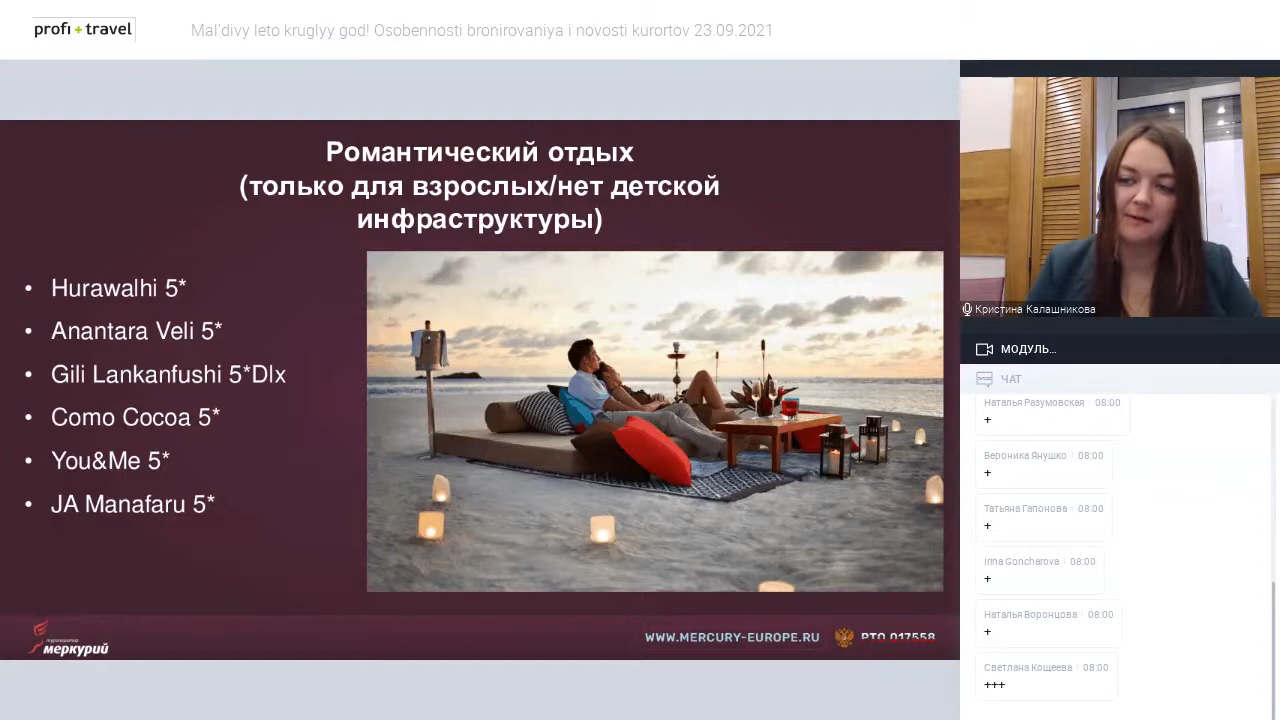 profi + travel
Mal'divy leto kruglyy god! Osobennosti bronirovaniya i novosti kurortov 23.09.2021
Романтический отдых
(только для взрослых/нет детской
инфраструктуры)
• Hurawalhi 5*
• Anantara Veli 5*
• Gili Lankanfushi 5*Dlx
• Como Cocoa 5*
• You&Me 5*
• JA Manafaru 5*
туроператор
меркурий
WWW.MERCURY-EUROPE.RU
РТО 017558
Кристина Калашникова
МОДУЛЬ...
ЧАТ
Наталья Разумовская 08:00
+
Вероника Янушко 08:00
+
Татьяна Гапонова 08:00
+
Irina Goncharova 08:00
+
Наталья Воронцова 08:00
+
Светлана Кощеева 08:00
+++